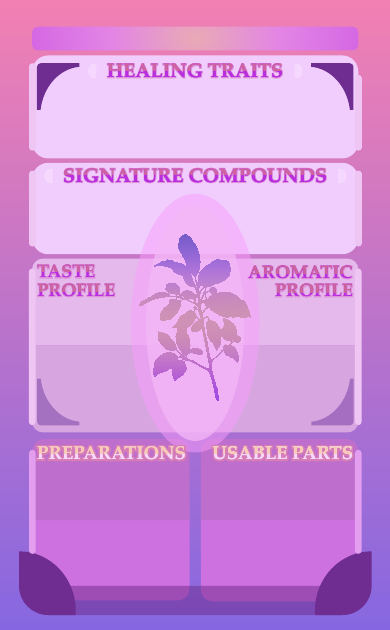 HEALING TRAITS
SIGNATURE COMPOUNDS
TASTE
PROFILE
AROMATIC
PROFILE
PREPARATIONS
USABLE PARTS